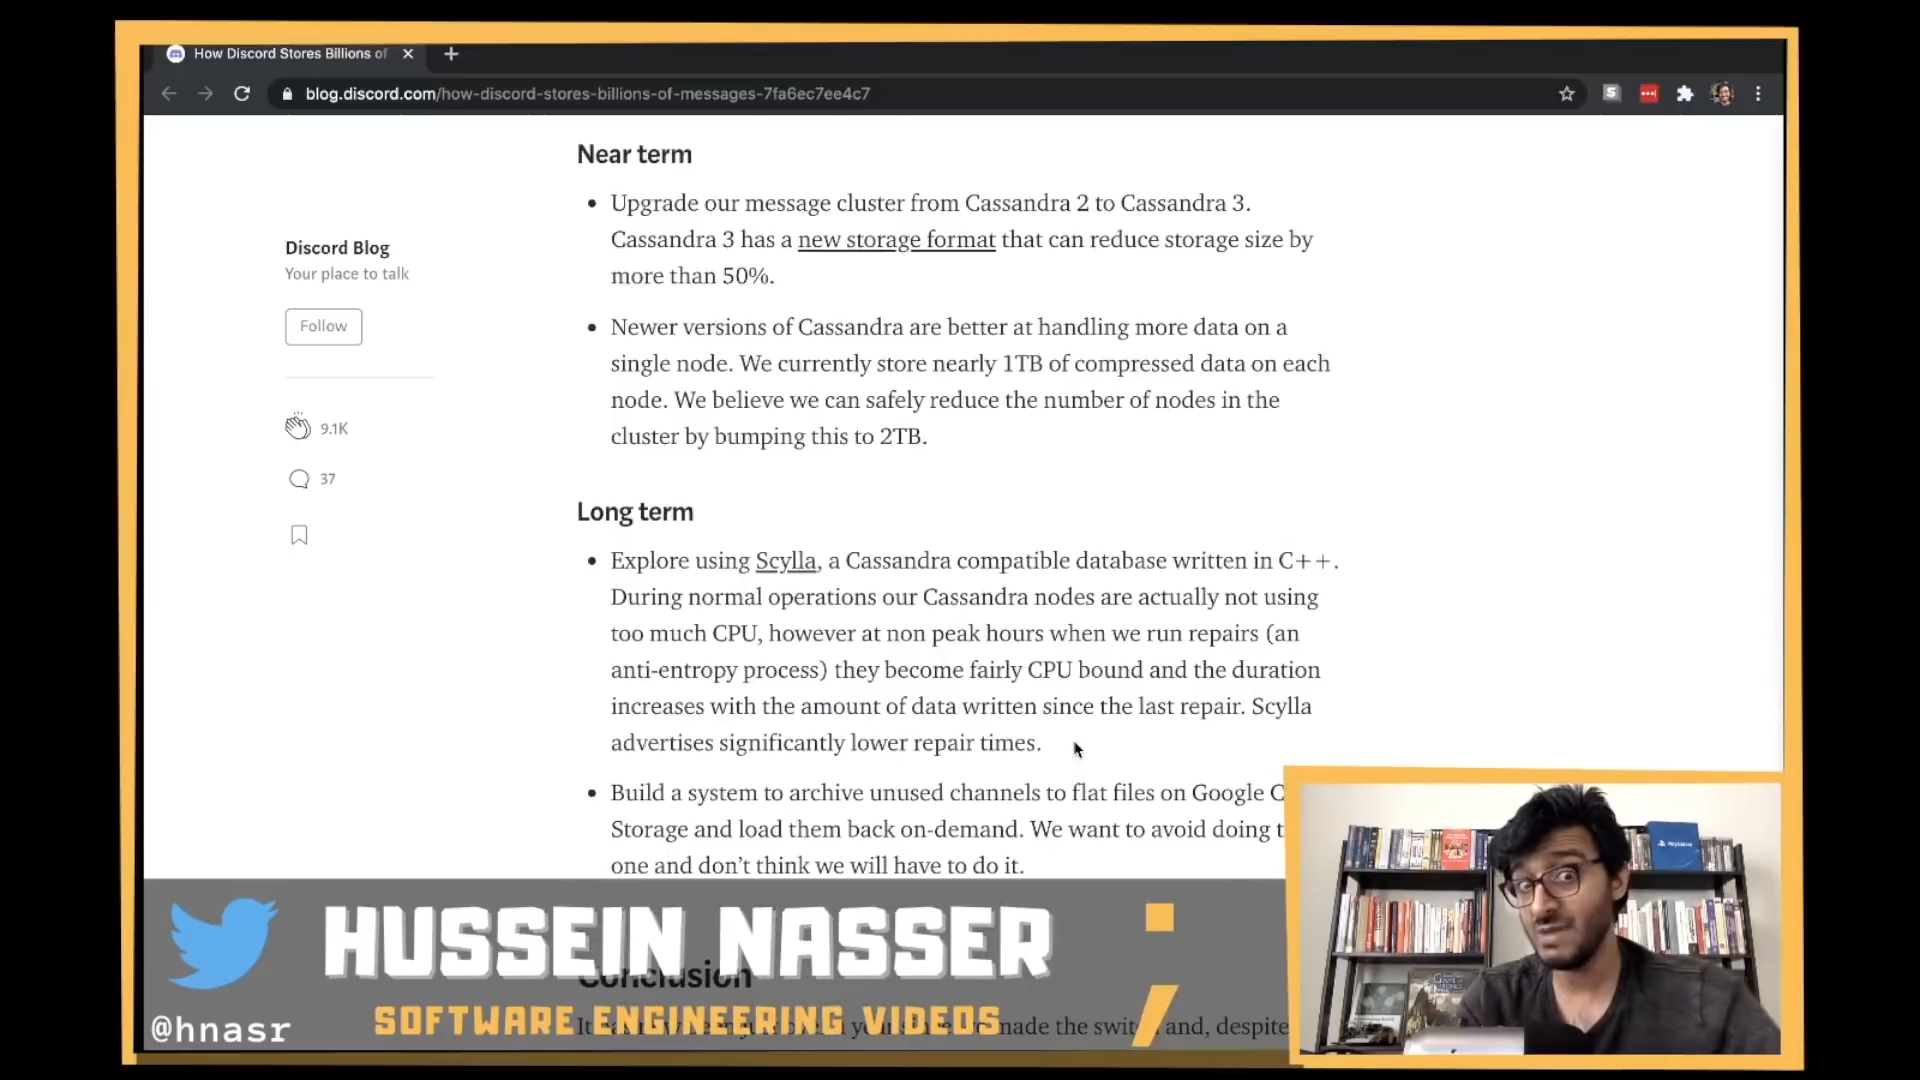 How Discord Stores Billions of
blog.discord.com/how-discord-stores-billions-of-messages-7fa6ec7ee4c7
Discord Blog
Your place to talk
Follow
9.1K
37
Near term
Upgrade our message cluster from Cassandra 2 to Cassandra 3.
Cassandra 3 has a new storage format that can reduce storage size by
more than 50%.
Newer versions of Cassandra are better at handling more data on a
single node. We currently store nearly 1TB of compressed data on each
node. We believe we can safely reduce the number of nodes in the
cluster by bumping this to 2TB.
Long term
Explore using Scylla, a Cassandra compatible database written in C++.
During normal operations our Cassandra nodes are actually not using
too much CPU, however at non peak hours when we run repairs (an
anti-entropy process) they become fairly CPU bound and the duration
increases with the amount of data written since the last repair. Scylla
advertises significantly lower repair times.
Build a system to archive unused channels to flat files on Google C
Storage and load them back on-demand. We want to avoid doing t
one and don't think we will have to do it.
Conclusion
made the swit and, despite
HUSSEIN NASSER
SOFTWARE ENGINEERING VIDEOS
@hnasr
;